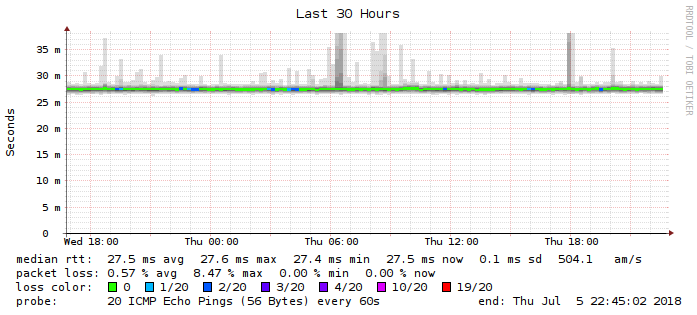 Last 30 Hours
RRDTOOL / TOBI OETIKER
Seconds
35 m
30 m
25 m
20 m
15 m
10 m
5 m
0
Wed 18:00 Thu 00:00 Thu 06:00 Thu 12:00 Thu 18:00
median rtt: 27.5 ms avg 27.6 ms max 27.4 ms min 27.5 ms now 0.1 ms sd 504.1 am/s
packet loss: 0.57 % avg 8.47 % max 0.00 % min 0.00 % now
loss color: 0 1/20 2/20 3/20 4/20 10/20 19/20
probe: 20 ICMP Echo Pings (56 Bytes) every 60s end: Thu Jul 5 22:45:02 2018